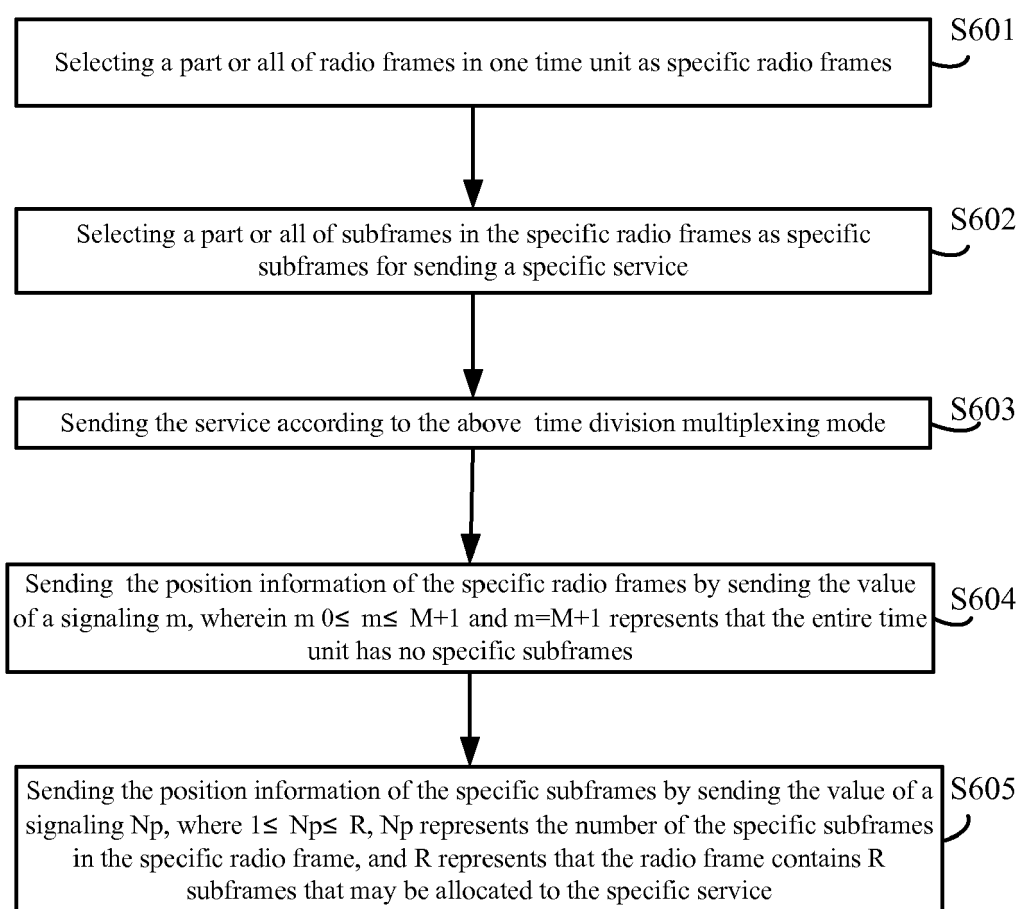 S601
Selecting a part or all of radio frames in one time unit as specific radio frames
S602
Selecting a part or all of subframes in the specific radio frames as specific
subframes for sending a specific service
S603
Sending the service according to the above time division multiplexing mode
S604
Sending the position information of the specific radio frames by sending the value
of a signaling m, wherein m 0≤ m≤ M+1 and m=M+1 represents that the entire time
unit has no specific subframes
S605
Sending the position information of the specific subframes by sending the value of a
signaling Np, where 1≤ Np≤ R, Np represents the number of the specific subframes
in the specific radio frame, and R represents that the radio frame contains R
subframes that may be allocated to the specific service